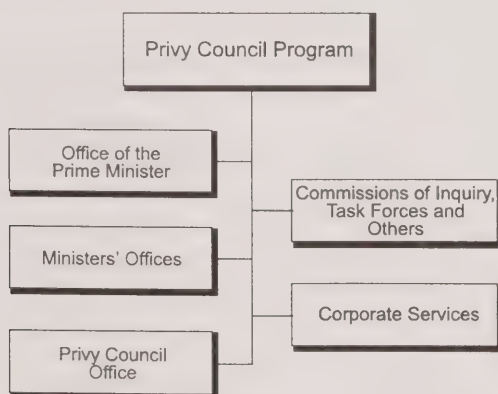 Privy Council Program
Office of the
Prime Minister
Commissions of Inquiry,
Task Forces and
Others
Ministers' Offices
Corporate Services
Privy Council
Office